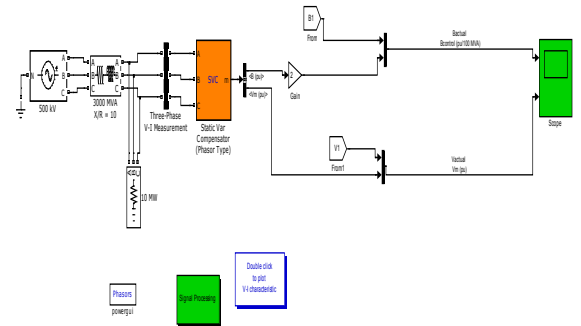 N
A
B
C
500 kV
A
B
C
A
B
C
3000 MVA
X/R = 10
Three-Phase
V-I Measurement
A
B
C
SVC
m
Static Var
Compensator
(Phasor Type)
<B (pu)>
<Vm (pu)>
2
Gain
B1
From
Bactual
Bcontrol (pu/100 MVA)
V1
From1
Vactual
Vm (pu)
Scope
A
B
C
10 MW
Phasors
powergui
Signal Processing
Double click
to plot
V-I characteristic